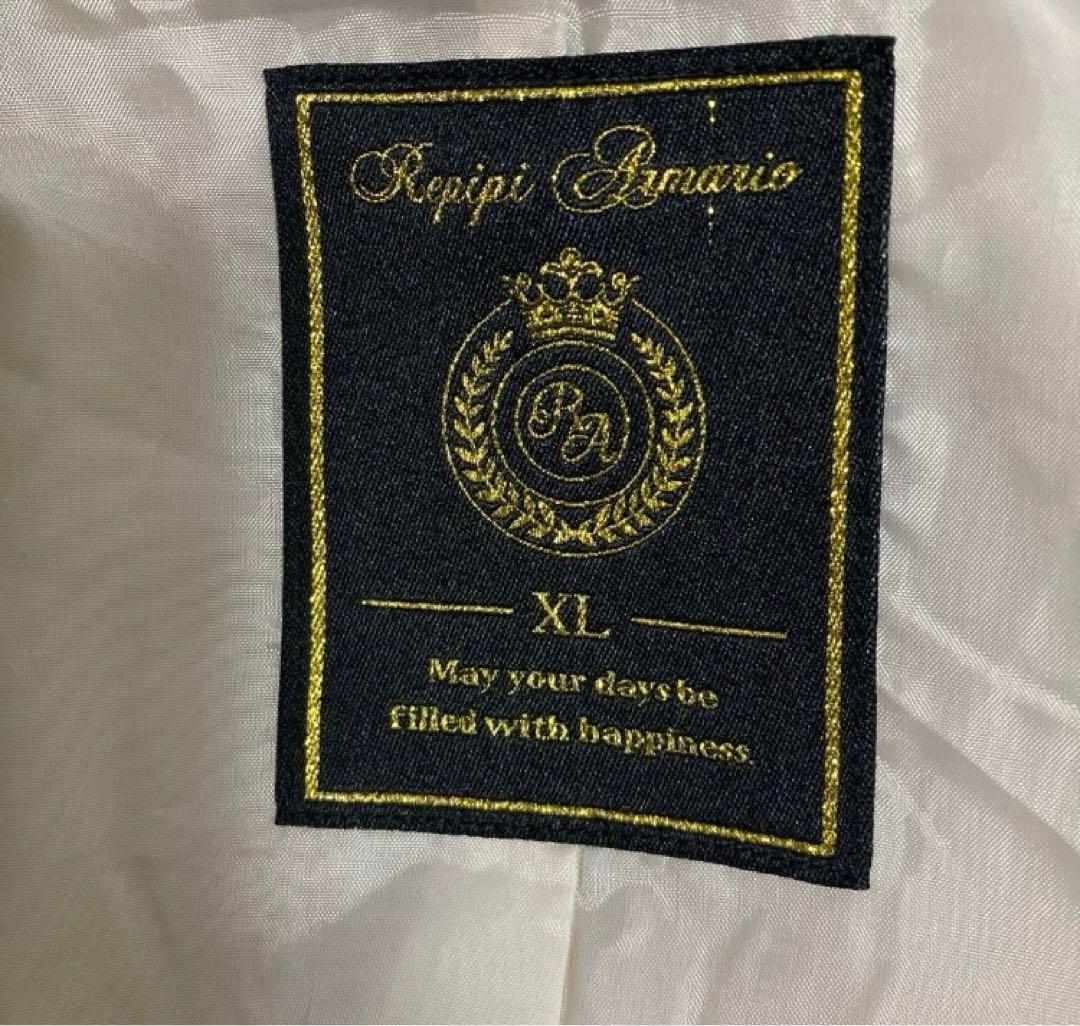 Repipi Armario
RA
XL
May your days be
filled with happiness.